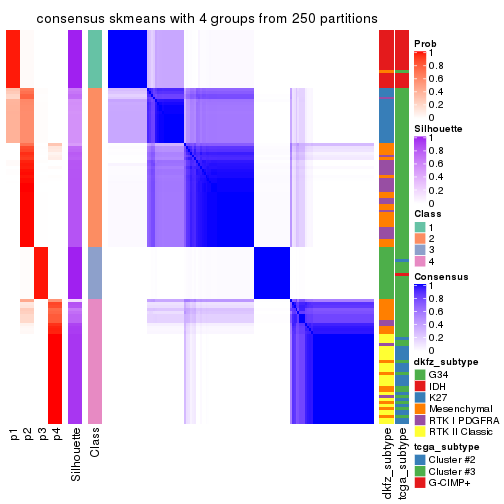 consensus skmeans with 4 groups from 250 partitions
Prob
1
0.8
0.6
0.4
0.2
0
Silhouette
1
0.8
0.6
0.4
0.2
0
Class
1
2
3
4
Consensus
1
0.8
0.6
0.4
0.2
0
dkfz_subtype
G34
IDH
K27
Mesenchymal
RTK I PDGFRA
RTK II Classic
tcga_subtype
Cluster #2
Cluster #3
G-CIMP+
p1
p2
p3
p4
Silhouette
Class
dkfz_subtype
tcga_subtype